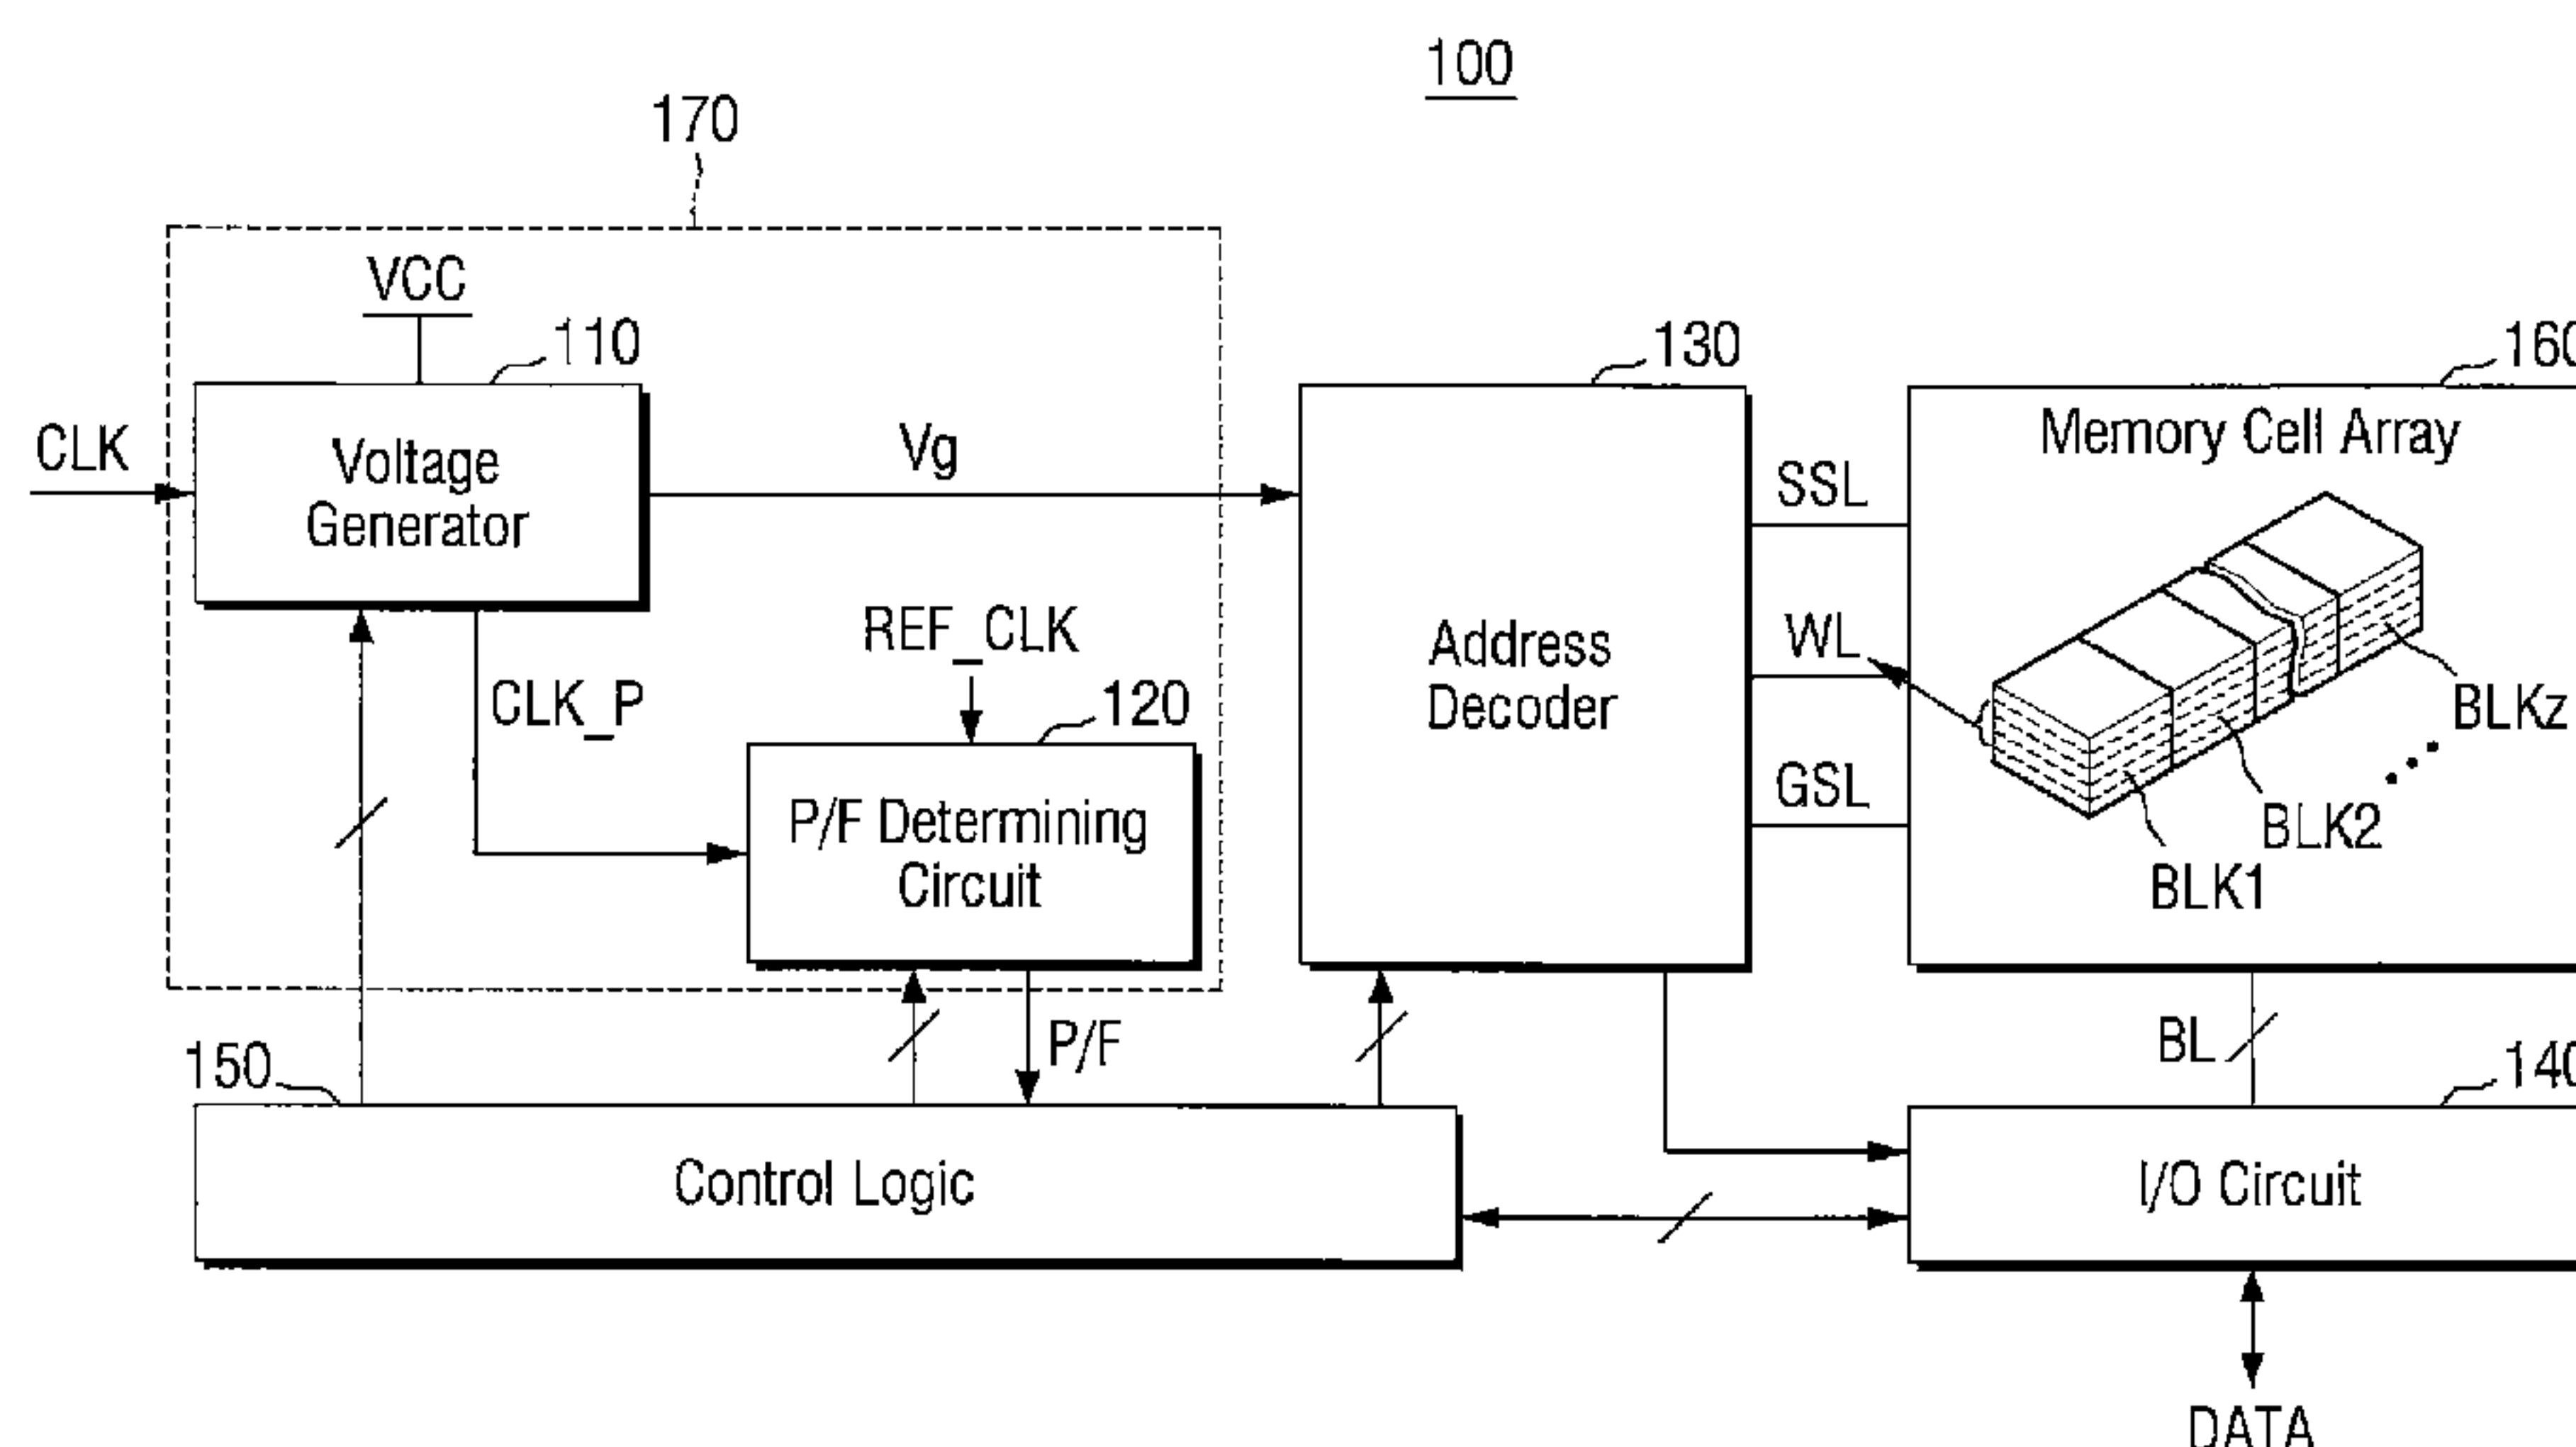 100
170
VCC
110
130
160
CLK
Voltage
Generator
Vg
Memory Cell Array
SSL
REF_CLK
WL
Address
Decoder
CLK_P
120
BLKz
P/F Determining
Circuit
GSL
BLK2
BLK1
P/F
BL
150
140
Control Logic
I/O Circuit
DATA